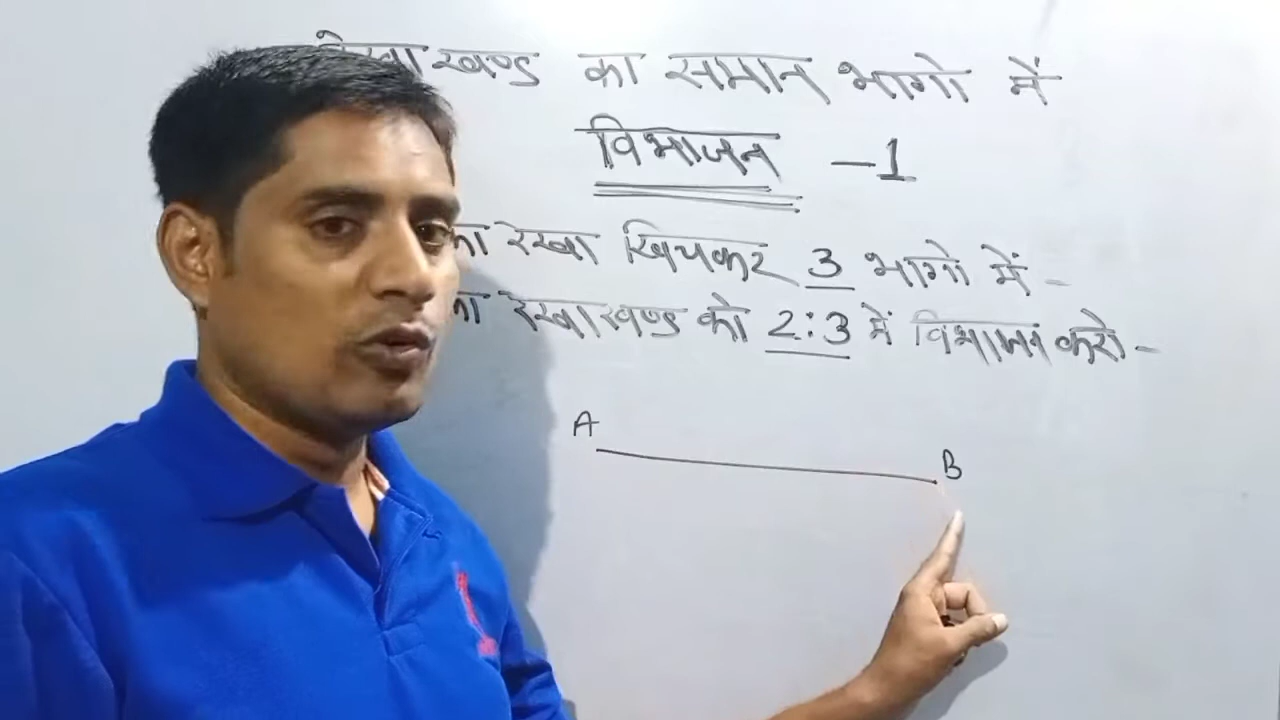 रेखाखण्ड का समान भागो में
विभाजन -1
का रेखा खिचकर 3 भागो में -
का रेखाखण्ड को 2:3 में विभाजन करो -
A
B